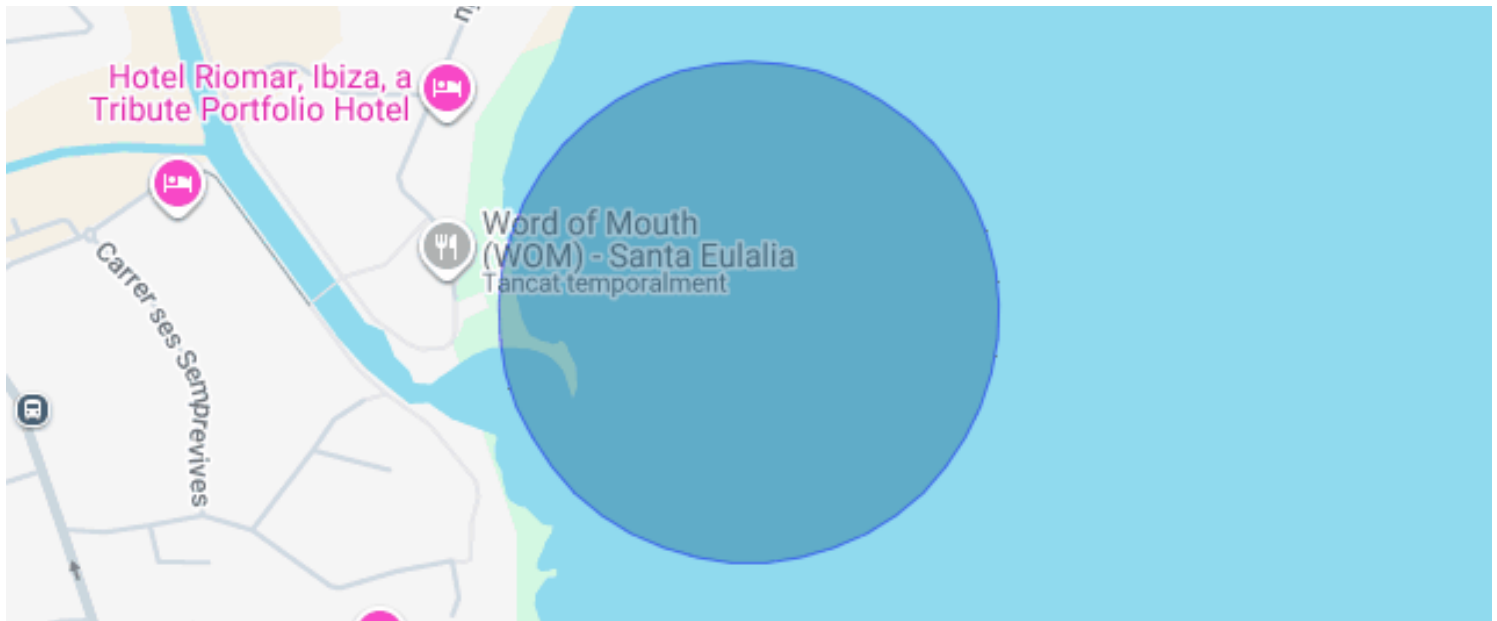 Hotel Riomar, Ibiza, a
Tribute Portfolio Hotel
Word of Mouth
(WOM) - Santa Eulalia
Tancat temporalment
Carrer ses Semprevives